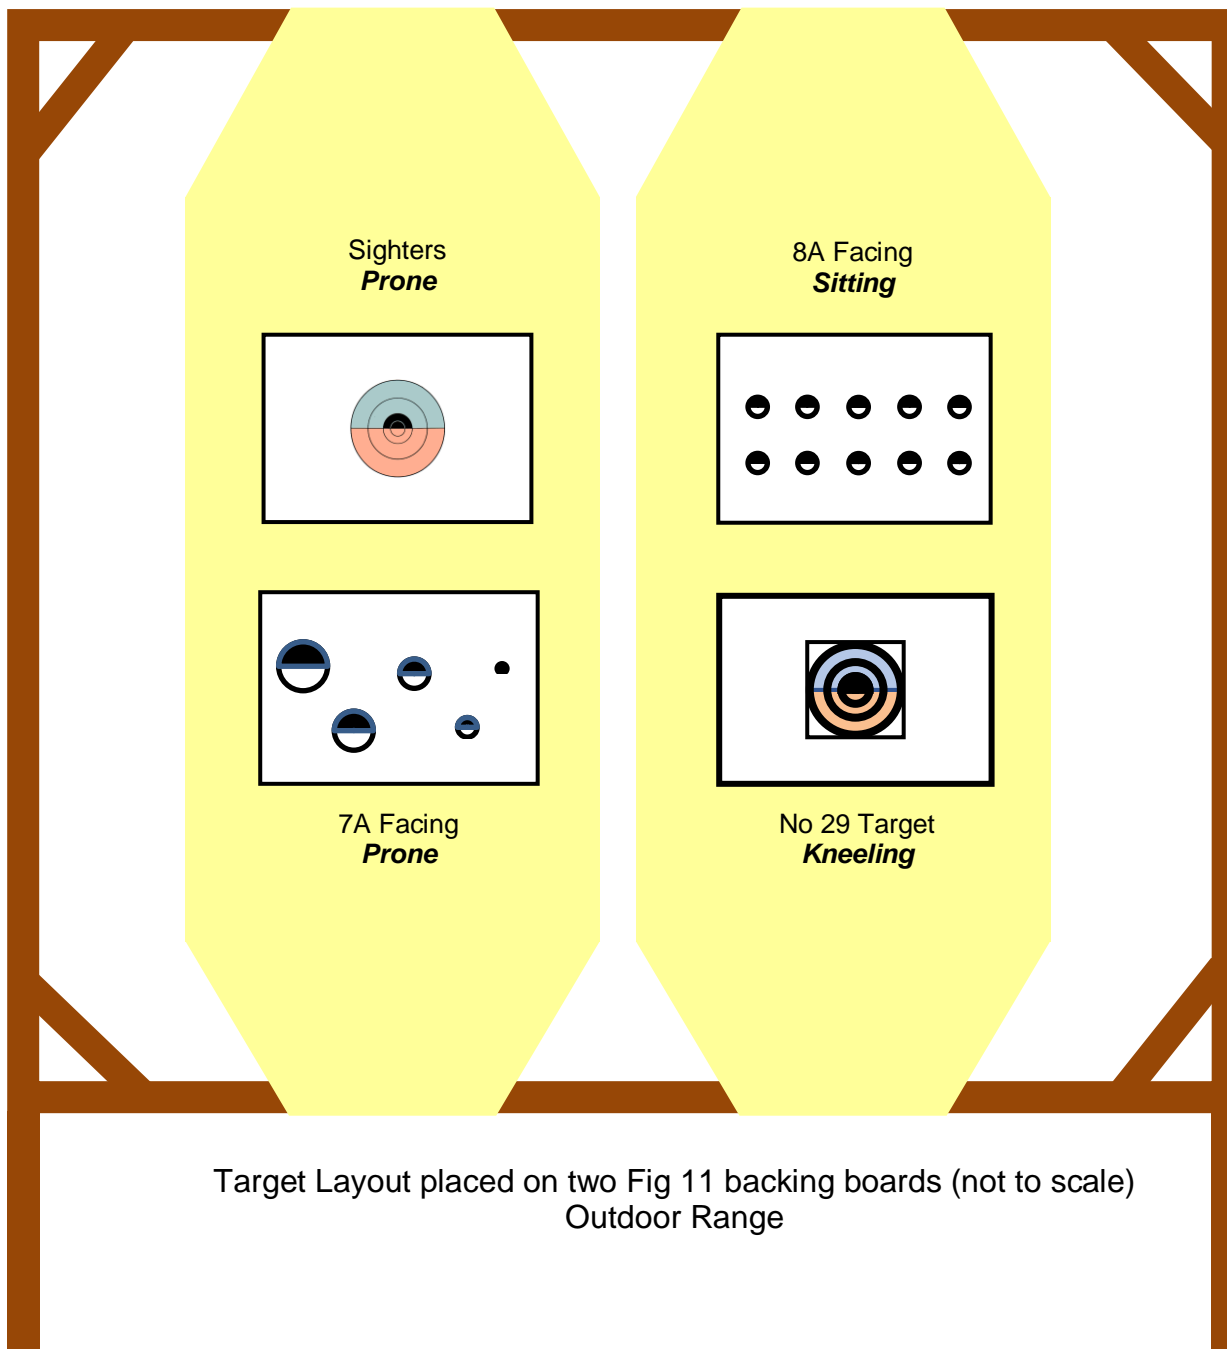 Sighters
Prone
8A Facing
Sitting
7A Facing
Prone
No 29 Target
Kneeling
Target Layout placed on two Fig 11 backing boards (not to scale)
Outdoor Range